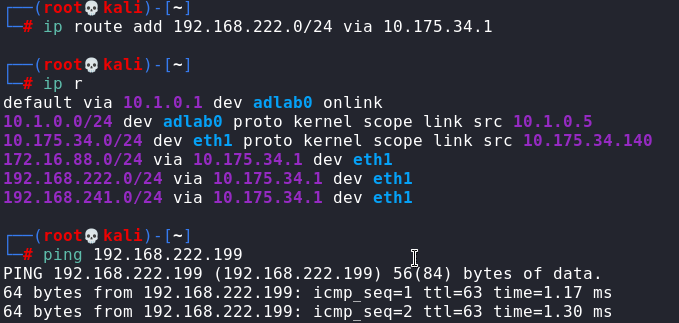 ┌──(root💀kali)-[~]
└─# ip route add 192.168.222.0/24 via 10.175.34.1
┌──(root💀kali)-[~]
└─# ip r
default via 10.1.0.1 dev adlab0 onlink
10.1.0.0/24 dev adlab0 proto kernel scope link src 10.1.0.5
10.175.34.0/24 dev eth1 proto kernel scope link src 10.175.34.140
172.16.88.0/24 via 10.175.34.1 dev eth1
192.168.222.0/24 via 10.175.34.1 dev eth1
192.168.241.0/24 via 10.175.34.1 dev eth1
┌──(root💀kali)-[~]
└─# ping 192.168.222.199
PING 192.168.222.199 (192.168.222.199) 56(84) bytes of data.
64 bytes from 192.168.222.199: icmp_seq=1 ttl=63 time=1.17 ms
64 bytes from 192.168.222.199: icmp_seq=2 ttl=63 time=1.30 ms